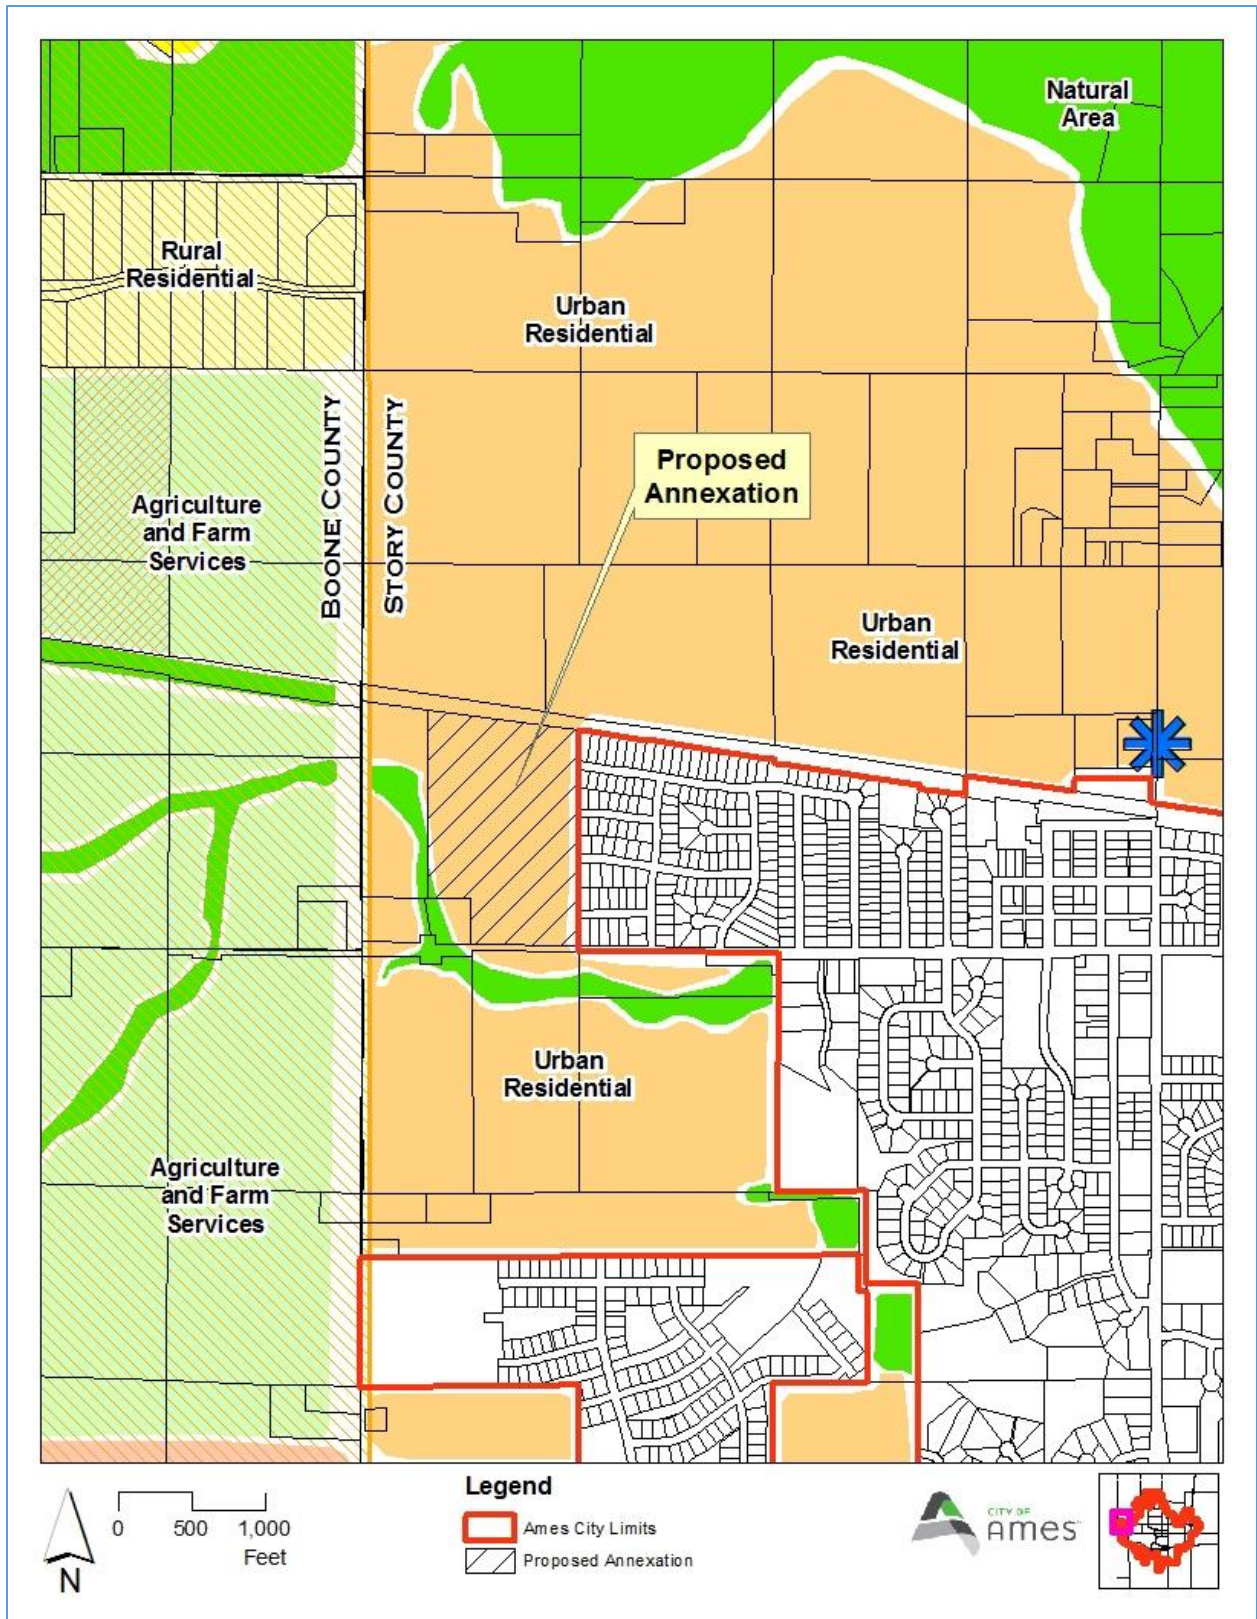 Natural
Area
Rural
Residential
Urban
Residential
BOONE COUNTY
STORY COUNTY
Proposed
Annexation
Agriculture
and Farm
Services
Urban
Residential
Urban
Residential
Agriculture
and Farm
Services
Legend
0 500 1,000
Feet
N
Ames City Limits
Proposed Annexation
CITY OF
Ames